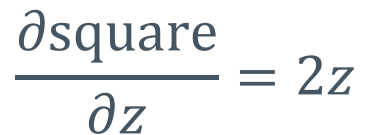 ∂square
∂z
= 2z